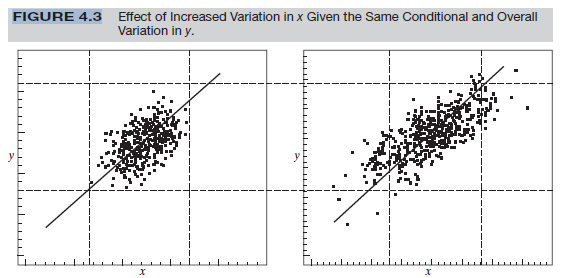 FIGURE 4.3 Effect of Increased Variation in x Given the Same Conditional and Overall
Variation in y.
y
y
x
x